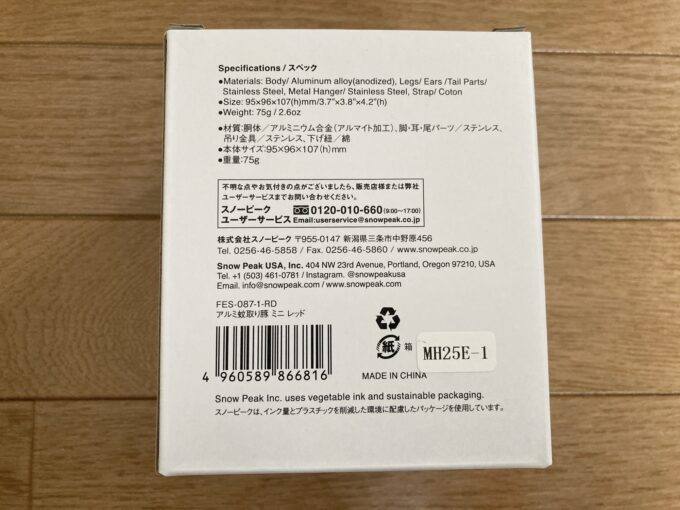 Specifications / スペック
●Materials: Body/ Aluminum alloy(anodized), Legs/ Ears /Tail Parts/
Stainless Steel, Metal Hanger/ Stainless Steel, Strap/ Coton
●Size: 95×96×107(h)mm/3.7"×3.8"×4.2"(h)
●Weight: 75g / 2.6oz
●材質:胴体／アルミニウム合金(アルマイト加工)、脚・耳・尾パーツ／ステンレス、
吊り金具／ステンレス、下げ紐／綿
●本体サイズ:95×96×107(h)mm
●重量:75g
不明な点やお気付きの点がございましたら、販売店様または弊社
ユーザーサービスまでご連絡ください。
スノーピーク 0120-010-660(9:00〜17:00)
ユーザーサービス Email:userservice@snowpeak.co.jp
株式会社スノーピーク 〒955-0147 新潟県三条市中野原456
Tel. 0256-46-5858 / Fax. 0256-46-5860 / www.snowpeak.co.jp
Snow Peak USA, Inc. 404 NW 23rd Avenue, Portland, Oregon 97210, USA
Tel. +1 (503) 461-0781 / Instagram. @snowpeakusa
Email. info@snowpeak.com / www.snowpeak.com
FES-087-1-RD
アルミ蚊取り豚 ミニ レッド
4 960589 866816
紙 箱
MH25E-1
MADE IN CHINA
Snow Peak Inc. uses vegetable ink and sustainable packaging.
スノーピークは、インク量とプラスチックを削減した環境に配慮したパッケージを使用しています。